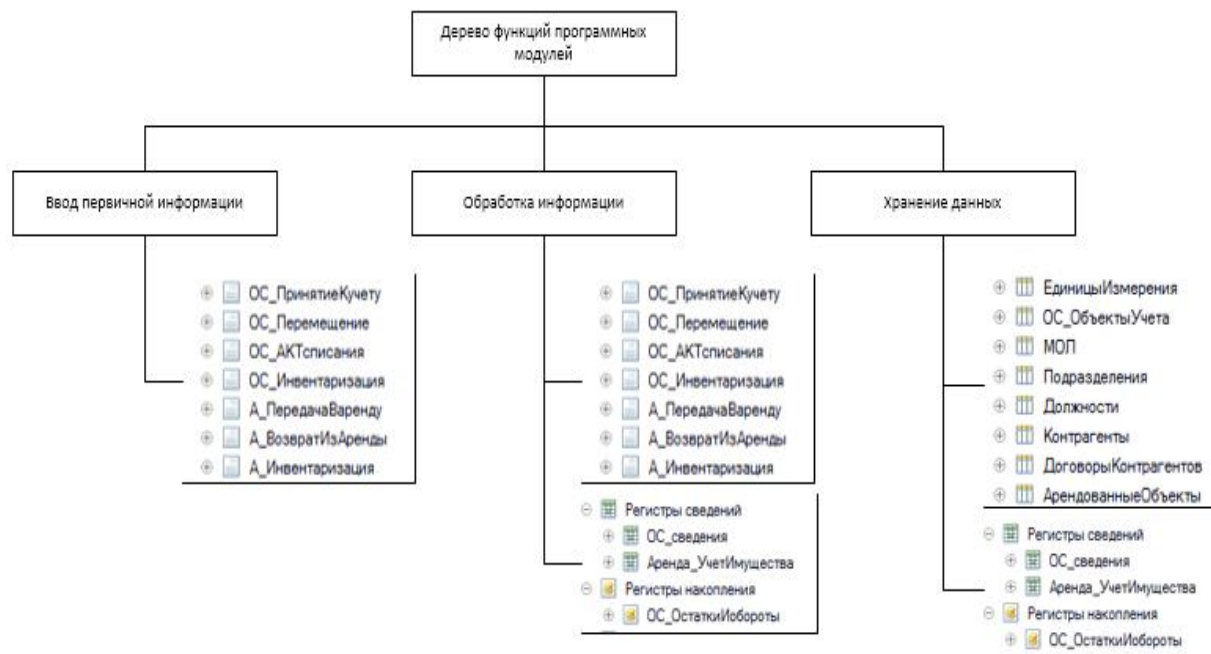 Дерево функций программных
модулей
Ввод первичной информации
Обработка информации
Хранение данных
ОС_ПринятиеКучету
ОС_Перемещение
ОС_АКТсписания
ОС_Инвентаризация
А_ПередачаВаренду
А_ВозвратИзАренды
А_Инвентаризация
ОС_ПринятиеКучету
ОС_Перемещение
ОС_АКТсписания
ОС_Инвентаризация
А_ПередачаВаренду
А_ВозвратИзАренды
А_Инвентаризация
Регистры сведений
ОС_сведения
Аренда_УчетИмущества
Регистры накопления
ОС_ОстаткиИобороты
ЕдиницыИзмерения
ОС_ОбъектыУчета
МОЛ
Подразделения
Должности
Контрагенты
ДоговорыКонтрагентов
АрендованныеОбъекты
Регистры сведений
ОС_сведения
Аренда_УчетИмущества
Регистры накопления
ОС_ОстаткиИобороты